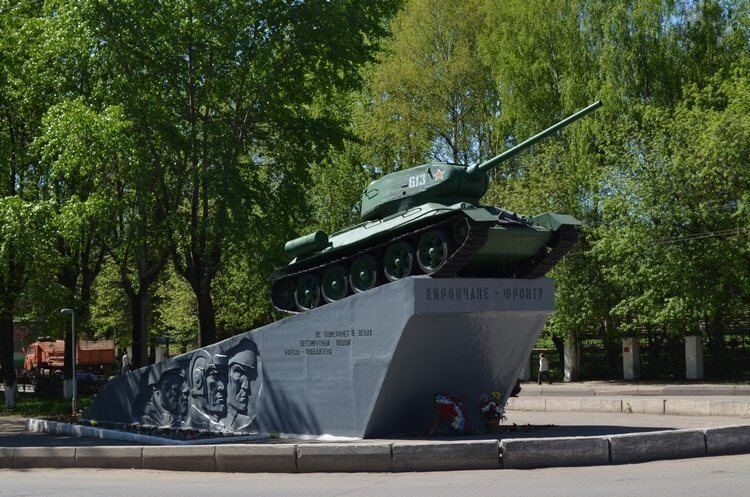 613
КИРОВЧАНЕ - ФРОНТУ
НЕ ПОМЕРКНЕТ В ВЕКАХ
БЕССМЕРТНЫЙ ПОДВИГ
НАРОДА - ПОБЕДИТЕЛЯ